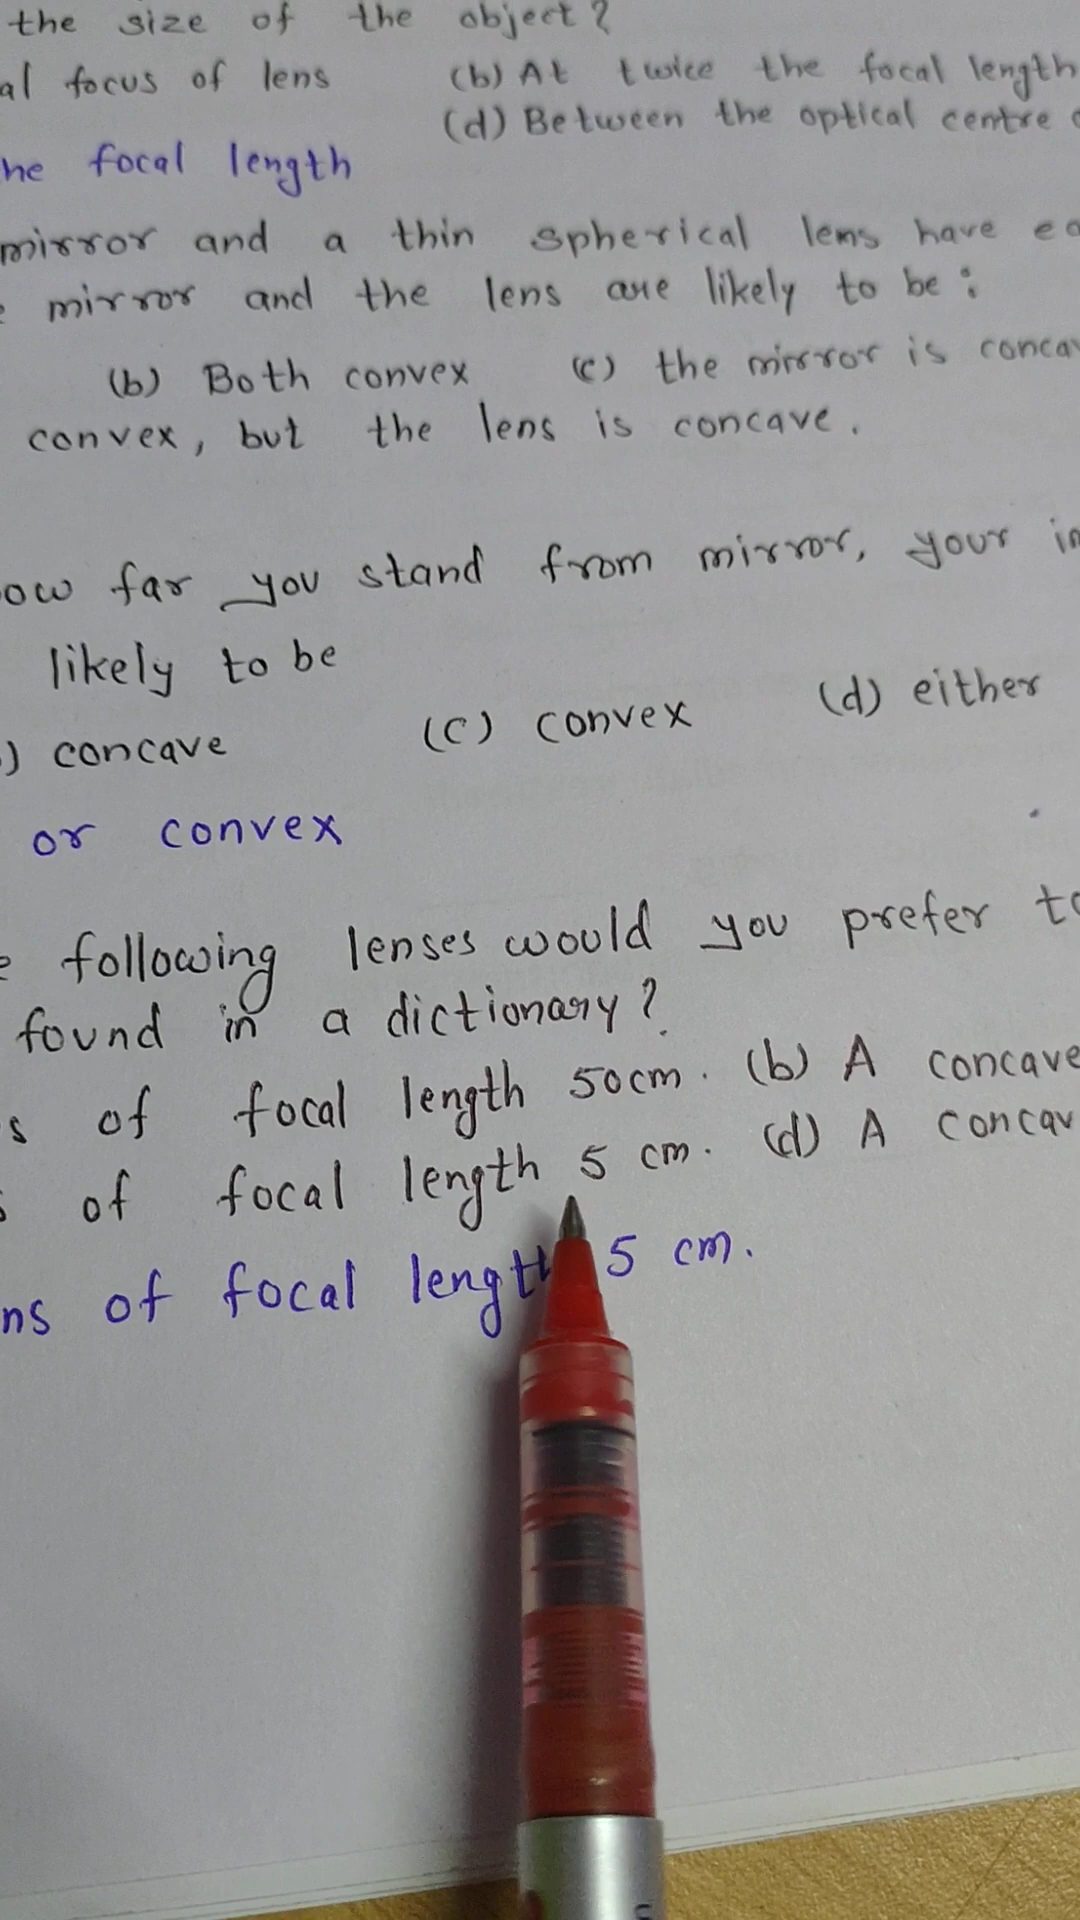 the size of the object?
al focus of lens (b) At twice the focal length
(d) Between the optical centre
he focal length
mirror and a thin spherical lens have ea
mirror and the lens are likely to be :
(b) Both convex (c) the mirror is concav
convex, but the lens is concave.
ow far you stand from mirror, your im
likely to be
) concave (c) convex (d) either
or convex
e following lenses would you prefer to
found in a dictionary?
s of focal length 50cm. (b) A concave
s of focal length 5 cm. (d) A concav
ns of focal length 5 cm.